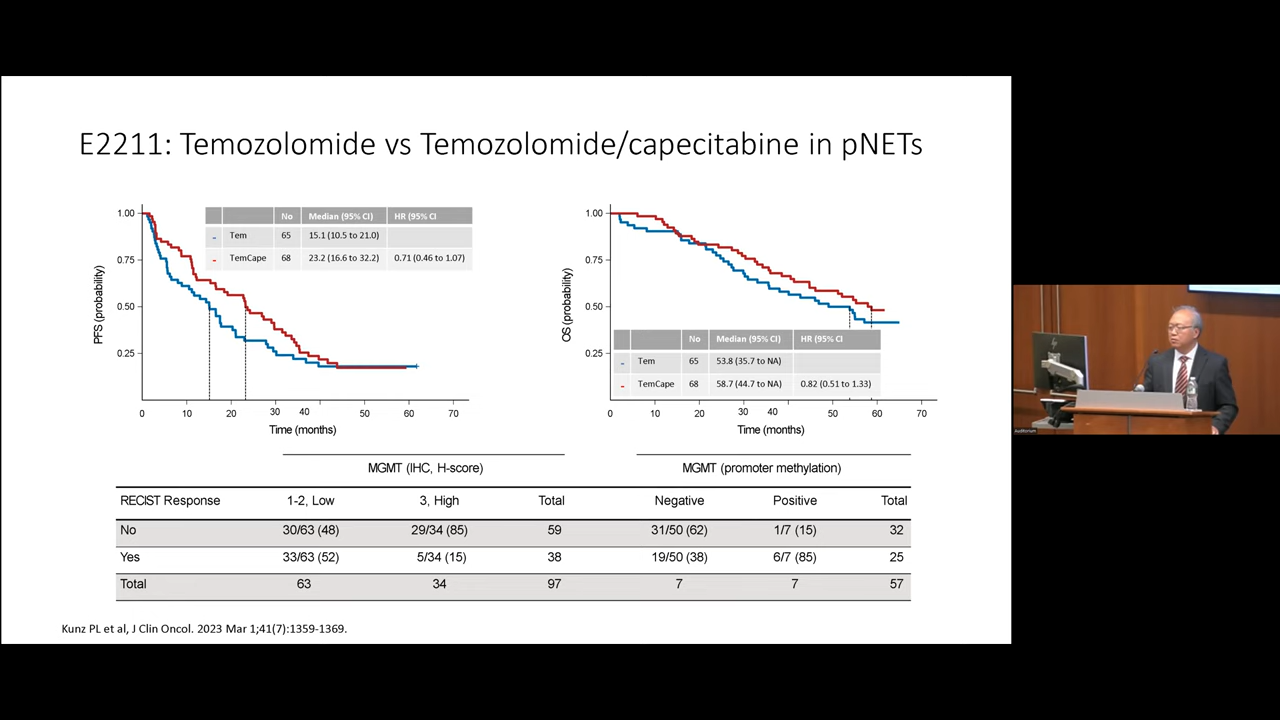 E2211: Temozolomide vs Temozolomide/capecitabine in pNETs
PFS (probability)
1.00
0.75
0.50
0.25
No Median (95% CI) HR (95% CI
- Tem 65 15.1 (10.5 to 21.0)
- TemCape 68 23.2 (16.6 to 32.2) 0.71 (0.46 to 1.07)
0 10 20 30 40 50 60 70
Time (months)
OS (probability)
1.00
0.75
0.50
0.25
No Median (95% CI) HR (95% CI
- Tem 65 53.8 (35.7 to NA)
- TemCape 68 58.7 (44.7 to NA) 0.82 (0.51 to 1.33)
0 10 20 30 40 50 60 70
Time (months)
MGMT (IHC, H-score) MGMT (promoter methylation)
RECIST Response 1-2, Low 3, High Total Negative Positive Total
No 30/63 (48) 29/34 (85) 59 31/50 (62) 1/7 (15) 32
Yes 33/63 (52) 5/34 (15) 38 19/50 (38) 6/7 (85) 25
Total 63 34 97 7 7 57
Kunz PL et al, J Clin Oncol. 2023 Mar 1;41(7):1359-1369.
Auditorium